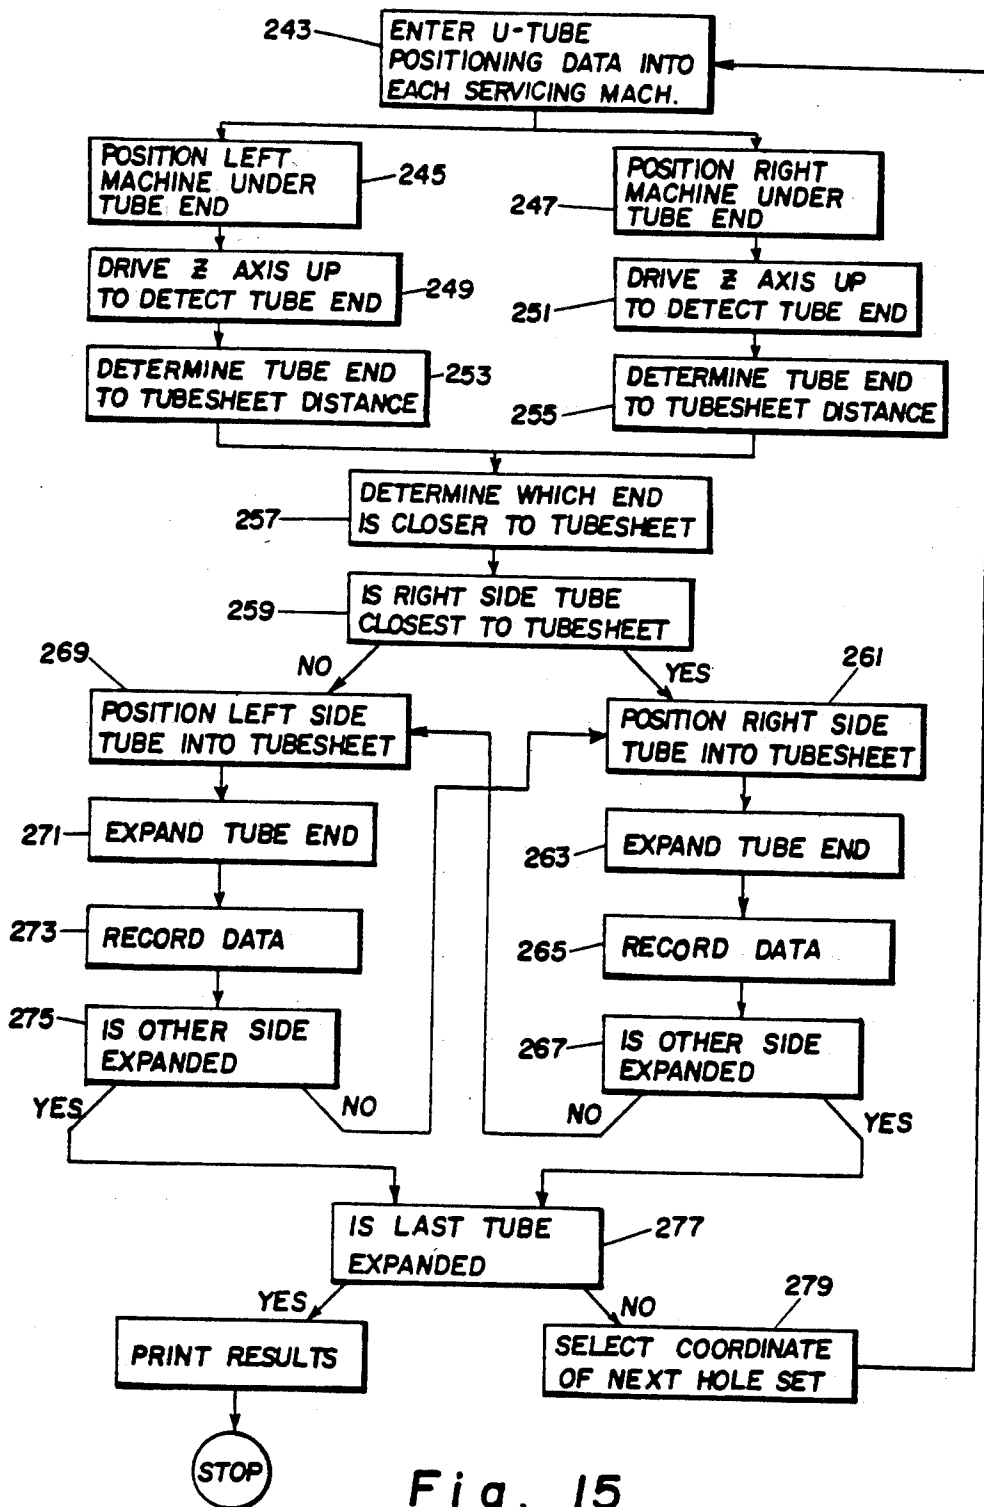 243
ENTER U-TUBE
POSITIONING DATA INTO
EACH SERVICING MACH.
POSITION LEFT
MACHINE UNDER
TUBE END
245
POSITION RIGHT
MACHINE UNDER
TUBE END
247
DRIVE Z AXIS UP
TO DETECT TUBE END
249
DRIVE Z AXIS UP
TO DETECT TUBE END
251
DETERMINE TUBE END
TO TUBESHEET DISTANCE
253
DETERMINE TUBE END
TO TUBESHEET DISTANCE
255
DETERMINE WHICH END
IS CLOSER TO TUBESHEET
257
IS RIGHT SIDE TUBE
CLOSEST TO TUBESHEET
259
NO
YES
269
261
POSITION LEFT SIDE
TUBE INTO TUBESHEET
POSITION RIGHT SIDE
TUBE INTO TUBESHEET
271
EXPAND TUBE END
263
EXPAND TUBE END
273
RECORD DATA
265
RECORD DATA
275
IS OTHER SIDE
EXPANDED
267
IS OTHER SIDE
EXPANDED
YES
NO
NO
YES
IS LAST TUBE
EXPANDED
277
YES
NO
279
PRINT RESULTS
SELECT COORDINATE
OF NEXT HOLE SET
STOP
Fig. 15